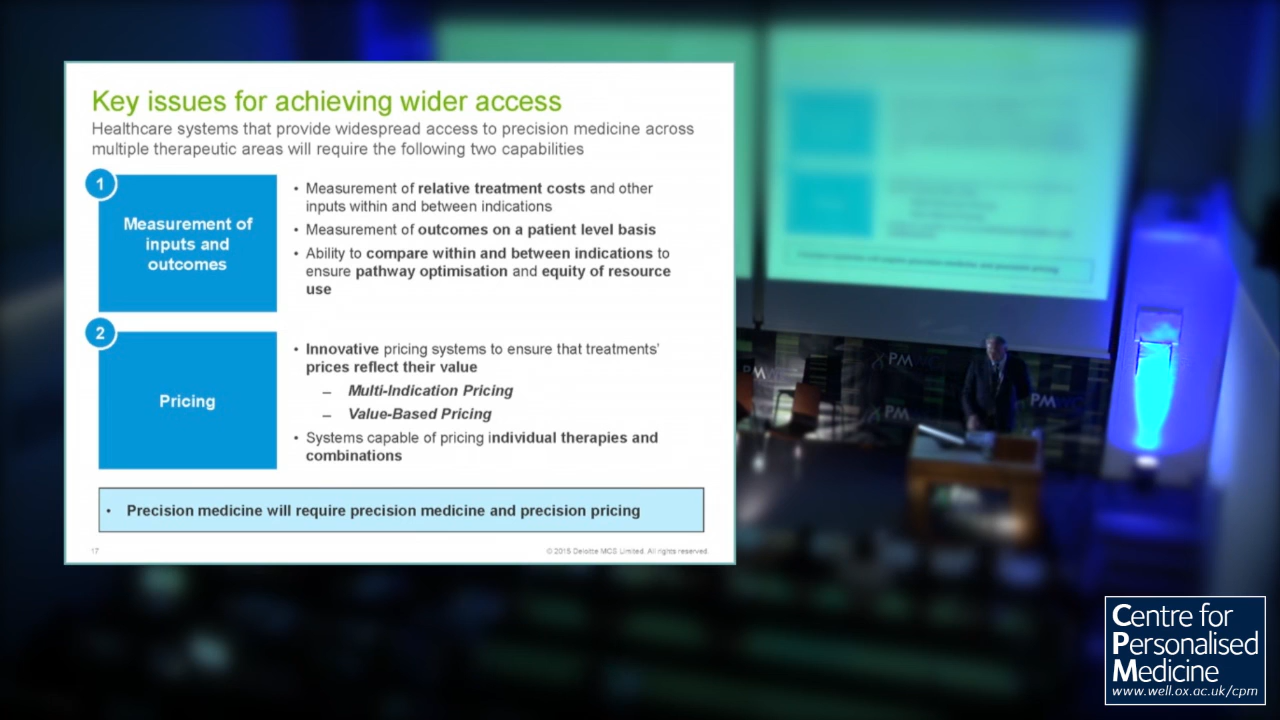 Key issues for achieving wider access
Healthcare systems that provide widespread access to precision medicine across
multiple therapeutic areas will require the following two capabilities
1
Measurement of
inputs and
outcomes
• Measurement of relative treatment costs and other
inputs within and between indications
• Measurement of outcomes on a patient level basis
• Ability to compare within and between indications to
ensure pathway optimisation and equity of resource
use
2
Pricing
• Innovative pricing systems to ensure that treatments’
prices reflect their value
– Multi-Indication Pricing
– Value-Based Pricing
• Systems capable of pricing individual therapies and
combinations
• Precision medicine will require precision medicine and precision pricing
17
© 2015 Deloitte MCS Limited. All rights reserved.
PM
PM
PM
PM
Centre for
Personalised
Medicine
www.well.ox.ac.uk/cpm